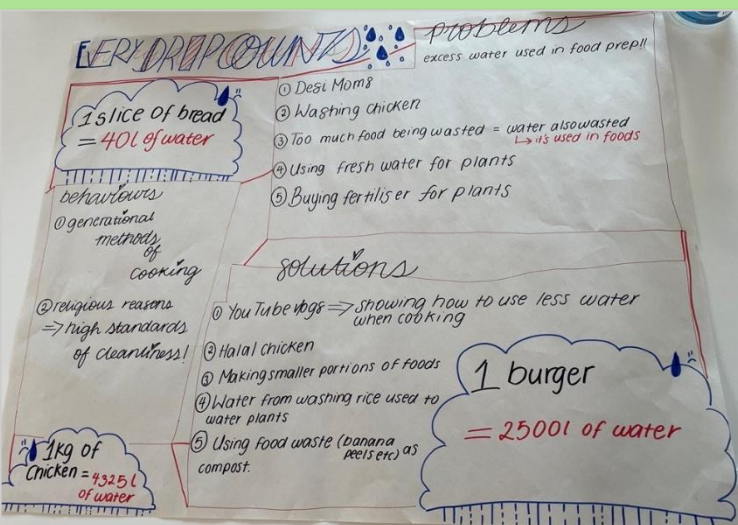 EVERY DROP COUNTS
problems
excess water used in food prep!!
① Desi Moms
② Washing chicken
③ Too much food being wasted = water also wasted
↳ it's used in foods
④ Using fresh water for plants
⑤ Buying fertiliser for plants
1 slice of bread
= 40l of water
behaviours
① generational
methods
of
cooking
② religious reasons
=> high standards
of cleanliness!
1kg of
Chicken = 4325l
of water
solutions
① YouTube vlogs => showing how to use less water
when cooking
② Halal chicken
③ Making smaller portions of foods
④ Water from washing rice used to
water plants
⑤ Using food waste (banana
peels etc) as
compost.
1 burger
= 2500l of water